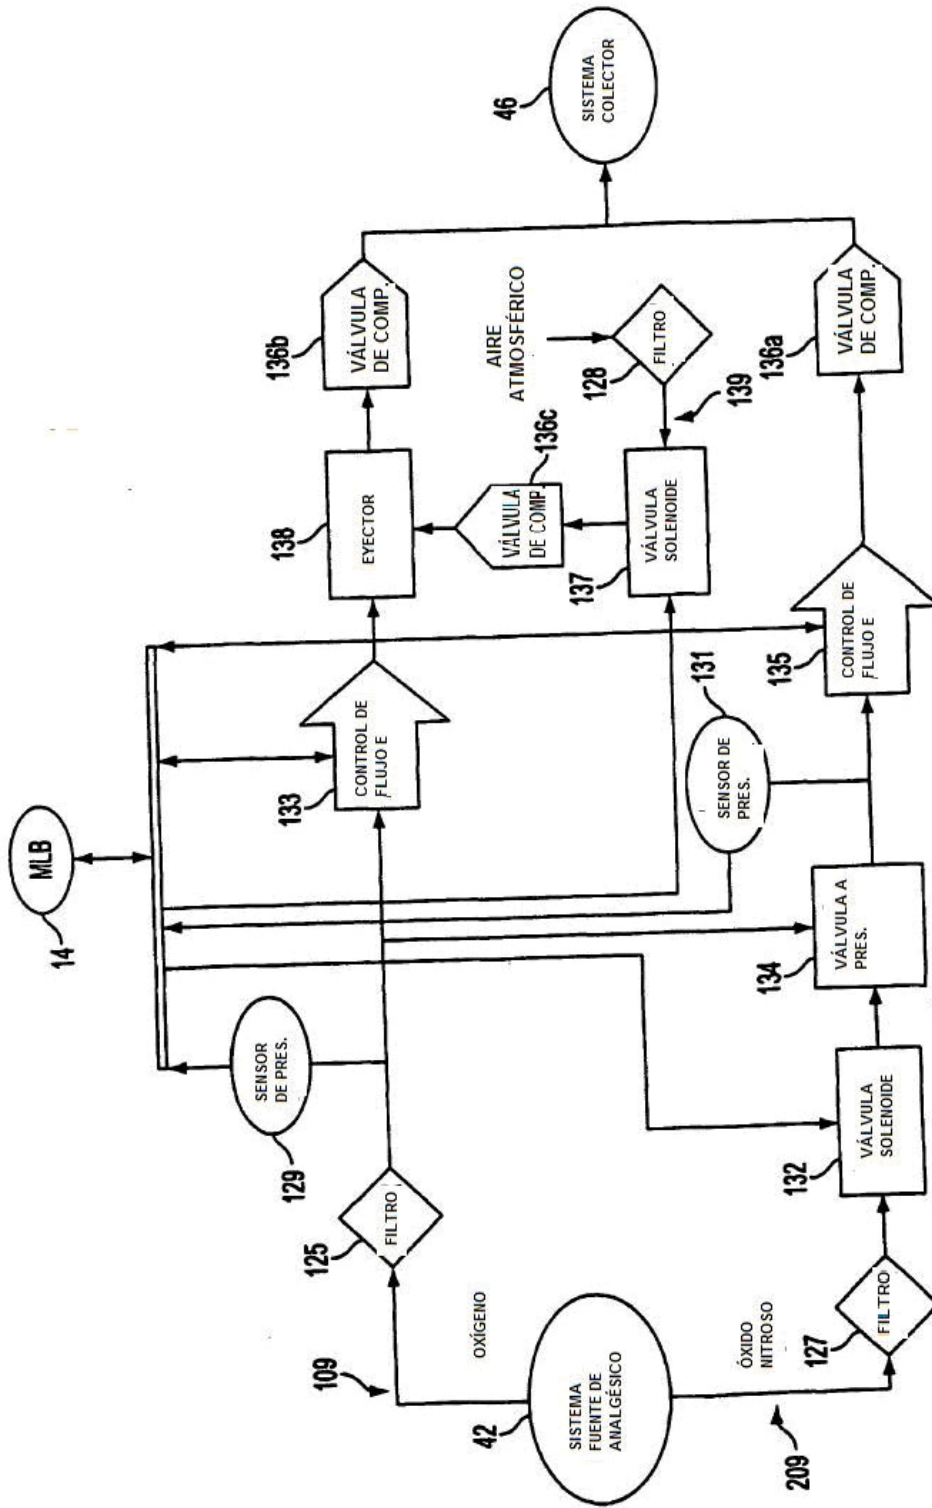 46
SISTEMA
COLECTOR
136b
VÁLVULA
DE COMP.
AIRE
ATMOSFÉRICO
128
FILTRO
139
136a
VÁLVULA
DE COMP.
138
EYECTOR
136c
VÁLVULA
DE COMP.
137
VÁLVULA
SOLENOIDE
14
MLB
133
CONTROL DE
FLUJO E
131
SENSOR DE
PRES.
135
CONTROL DE
FLUJO E
129
SENSOR
DE PRES.
134
VÁLVULA A
PRES.
132
VÁLVULA
SOLENOIDE
125
FILTRO
127
FILTRO
109
OXÍGENO
42
SISTEMA
FUENTE DE
ANALGÉSICO
ÓXIDO
NITROSO
209